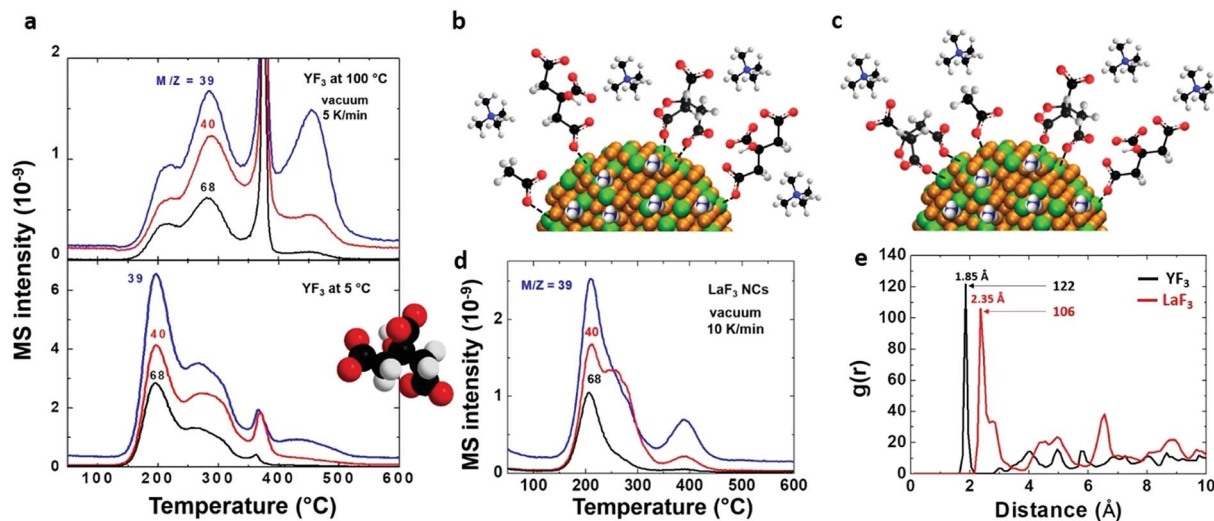 a
2
1
0
M/Z = 39
40
68
YF3 at 100 °C
vacuum
5 K/min
6
4
2
0
39
40
68
YF3 at 5 °C
100 200 300 400 500 600
Temperature (°C)
MS intensity (10-9)
b
c
d
2
1
0
M/Z = 39
40
68
LaF3 NCs
vacuum
10 K/min
100 200 300 400 500 600
Temperature (°C)
MS intensity (10-9)
e
140
120
100
80
60
40
20
0
1.85 Å
122
2.35 Å
106
YF3
LaF3
0 2 4 6 8 10
Distance (Å)
g(r)